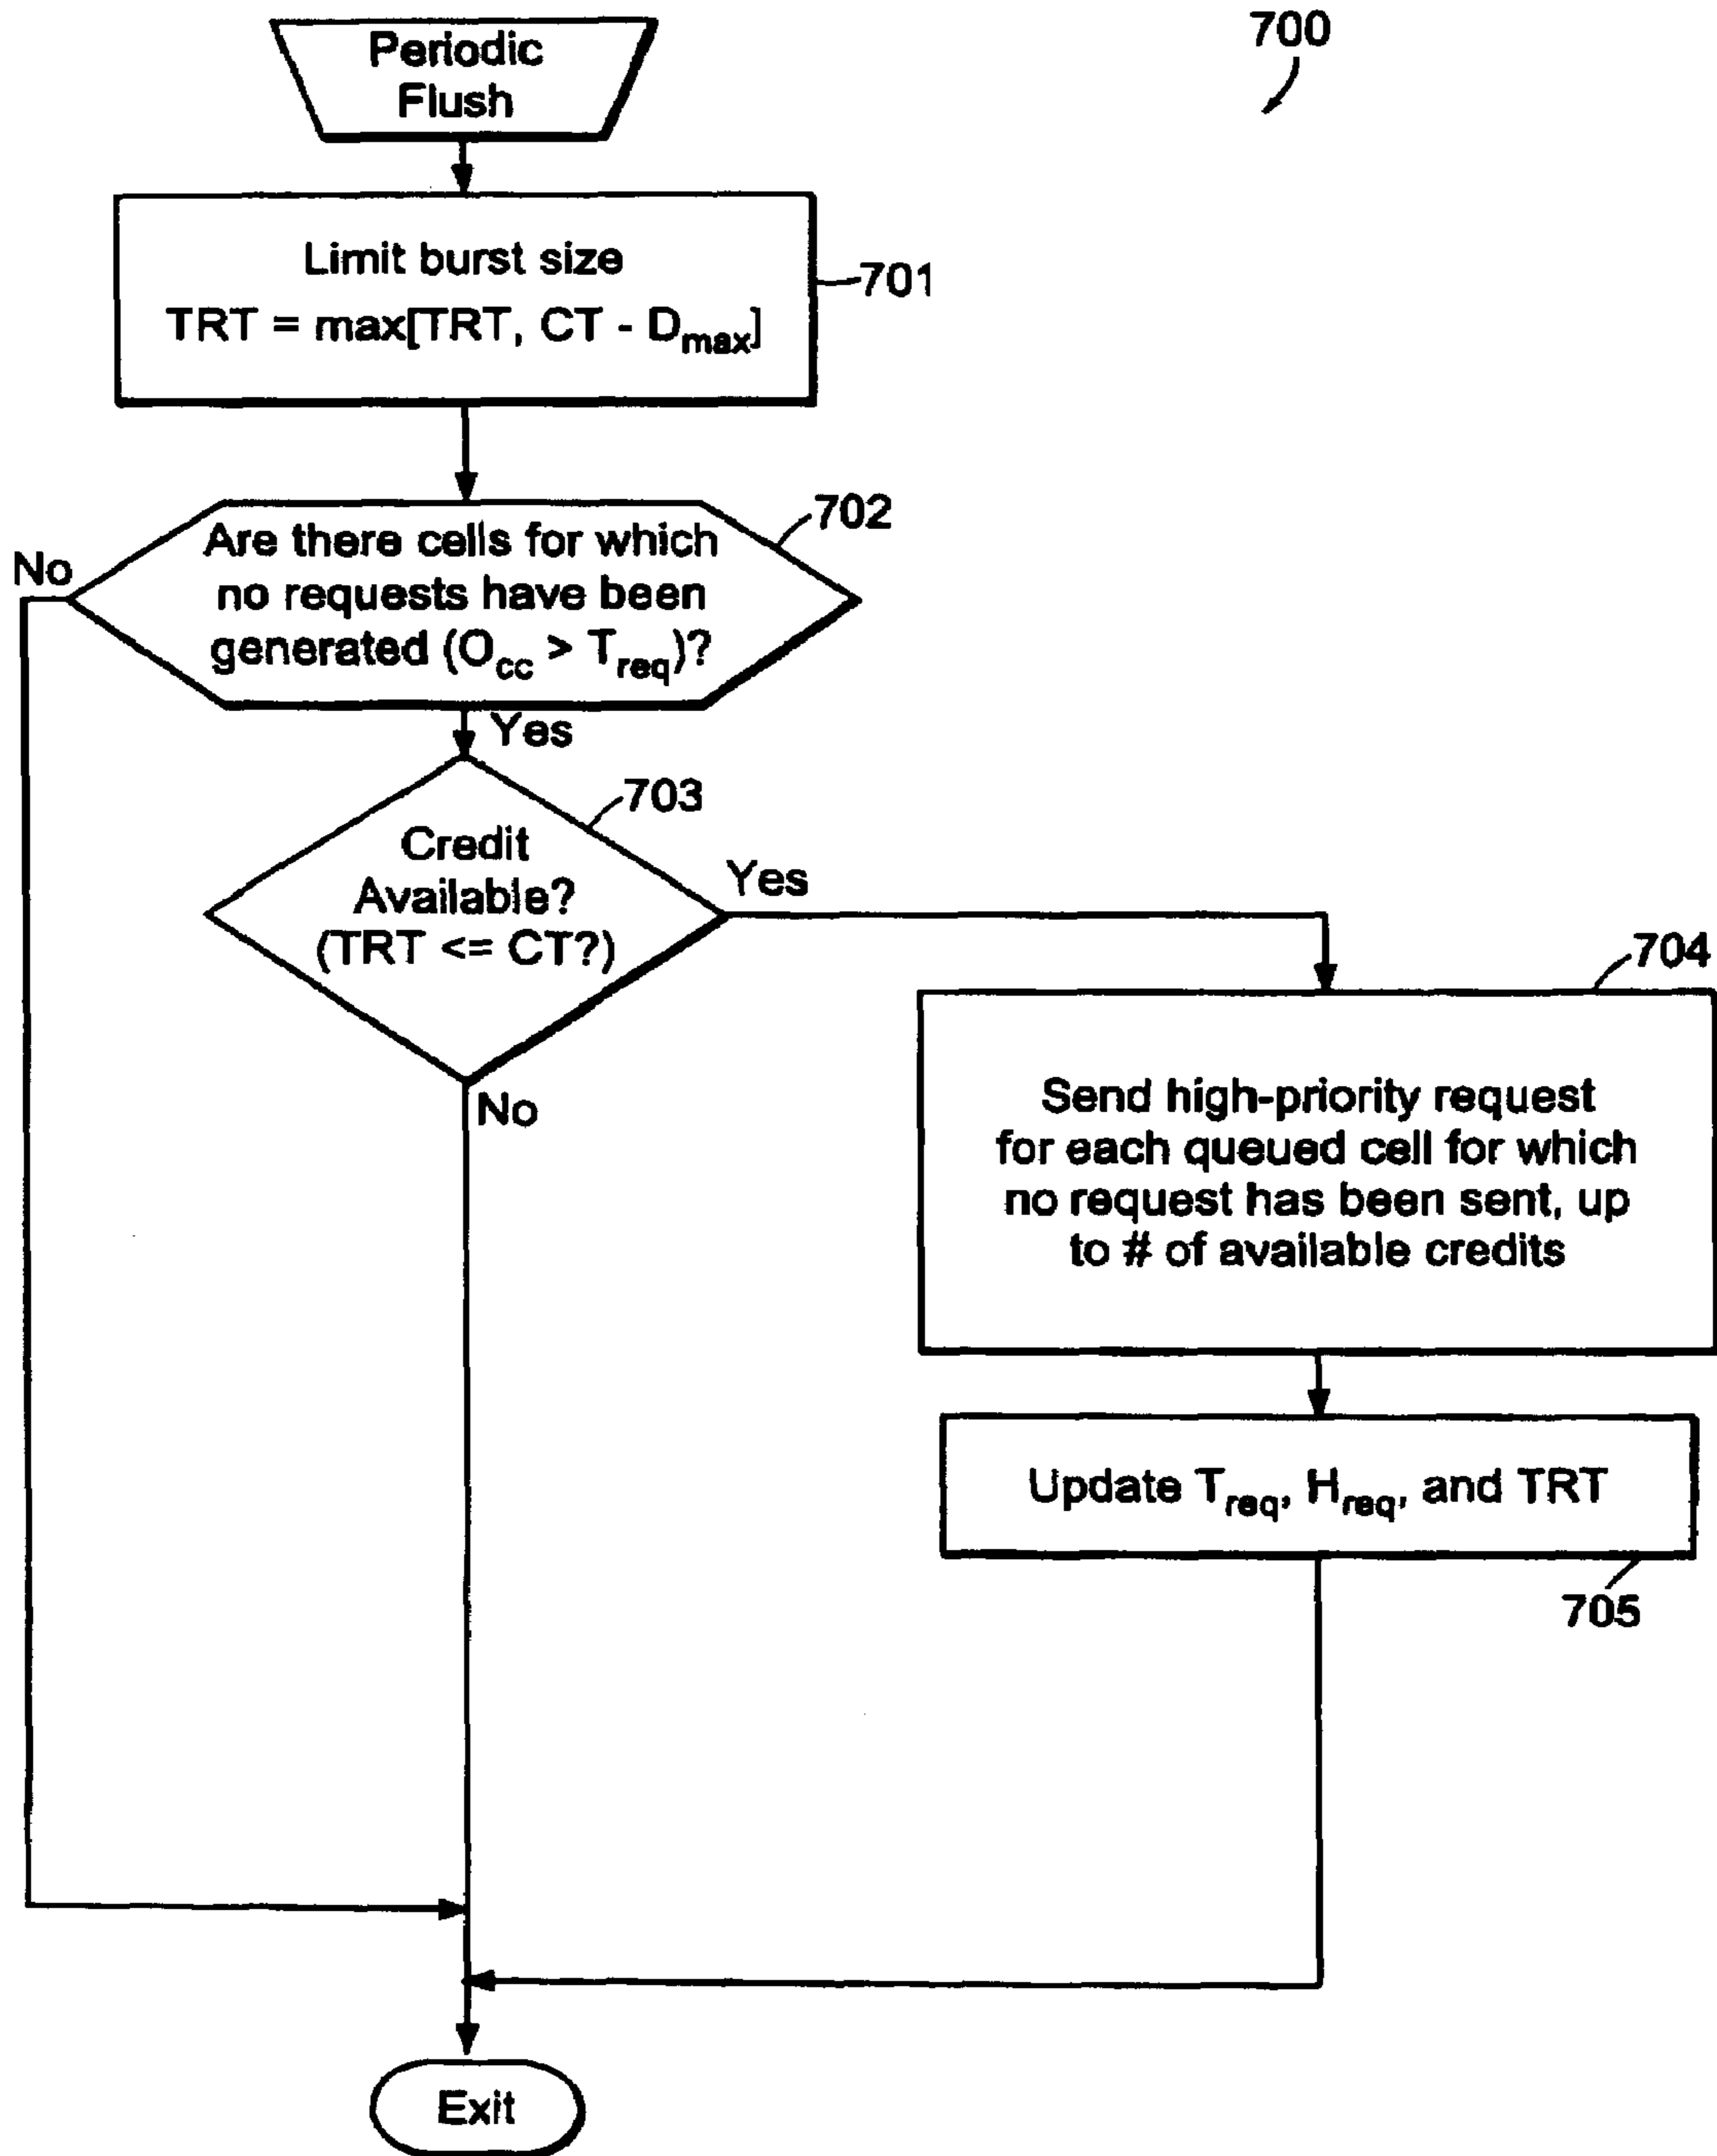 700
Periodic
Flush
Limit burst size
TRT = max[TRT, CT - Dmax]
701
702
Are there cells for which
no requests have been
generated (Occ > Treq)?
No
Yes
703
Credit
Available?
(TRT <= CT?)
Yes
No
704
Send high-priority request
for each queued cell for which
no request has been sent, up
to # of available credits
Update Treq, Hreq, and TRT
705
Exit